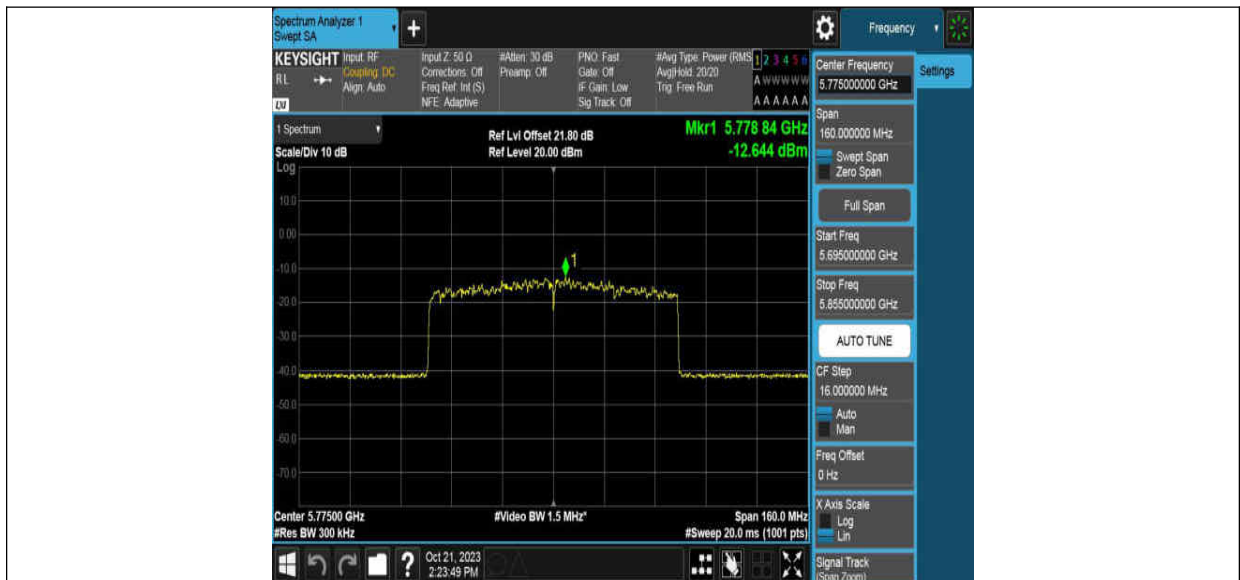 Spectrum Analyzer 1
Swept SA
+
Frequency
KEYSIGHT
RL
LXI
Input: RF
Coupling: DC
Align: Auto
Input Z: 50 Ω
Corrections: Off
Freq Ref: Int (S)
NFE: Adaptive
#Atten: 30 dB
Preamp: Off
PNO: Fast
Gate: Off
IF Gain: Low
Sig Track: Off
#Avg Type: Power (RMS
Avg|Hold: 20/20
Trig: Free Run
1 2 3 4 5 6
A W W W W W
A A A A A A
Center Frequency
5.775000000 GHz
Settings
1 Spectrum
Scale/Div 10 dB
Log
Ref Lvl Offset 21.80 dB
Ref Level 20.00 dBm
Mkr1 5.778 84 GHz
-12.644 dBm
Span
160.000000 MHz
Swept Span
Zero Span
Full Span
Start Freq
5.695000000 GHz
Stop Freq
5.855000000 GHz
AUTO TUNE
CF Step
16.000000 MHz
Auto
Man
Freq Offset
0 Hz
X Axis Scale
Log
Lin
Signal Track
(Span Zoom)
10.0
0.00
-10.0
1
-20.0
-30.0
-40.0
-50.0
-60.0
-70.0
Center 5.77500 GHz
#Res BW 300 kHz
#Video BW 1.5 MHz*
Span 160.0 MHz
#Sweep 20.0 ms (1001 pts)
?
Oct 21, 2023
2:23:49 PM